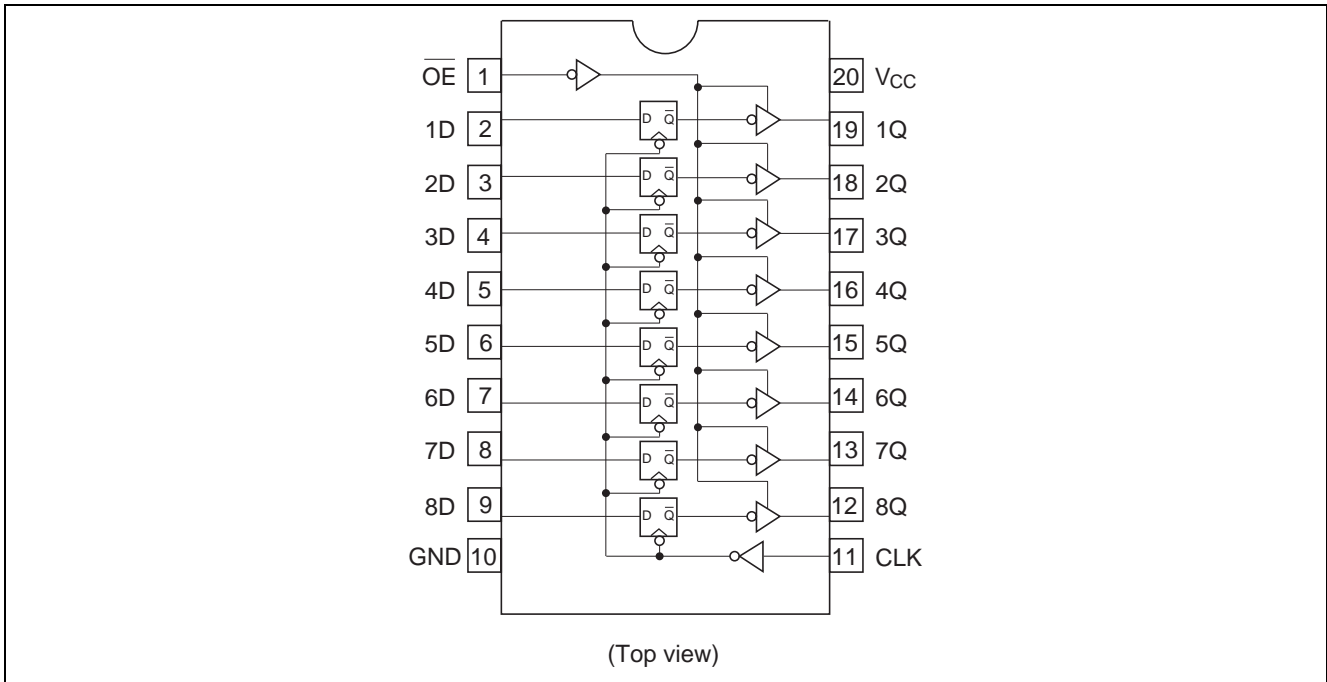 O̅E̅ 1 20 VCC
D Q̅
1D 2 19 1Q
D Q̅
2D 3 18 2Q
D Q̅
3D 4 17 3Q
D Q̅
4D 5 16 4Q
D Q̅
5D 6 15 5Q
D Q̅
6D 7 14 6Q
D Q̅
7D 8 13 7Q
8D 9 12 8Q
D Q̅
GND 10 11 CLK
(Top view)